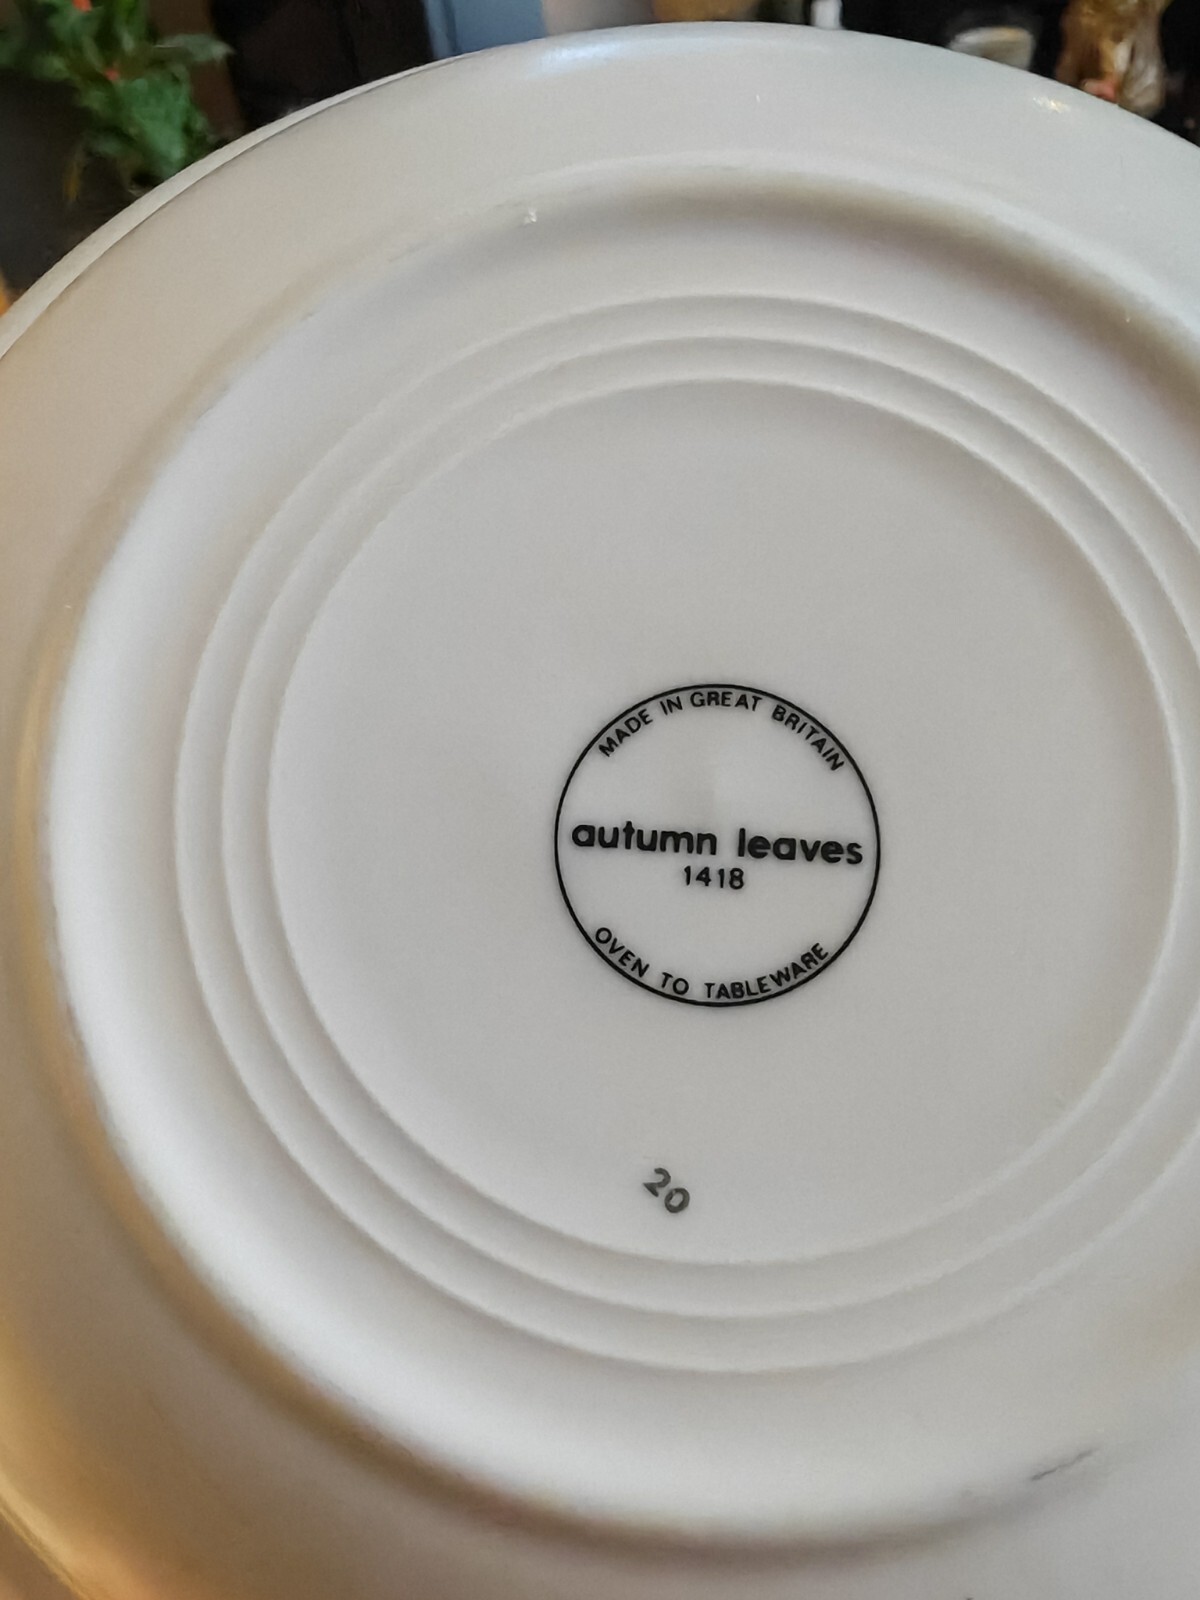 MADE IN GREAT BRITAIN
autumn leaves
1418
OVEN TO TABLEWARE
20